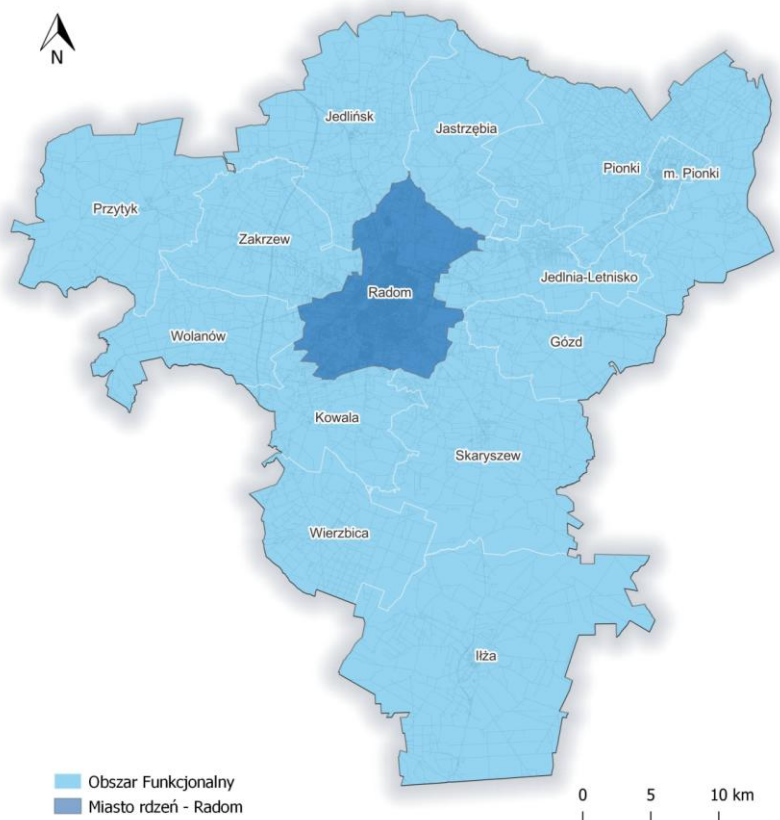 N
Jedlińsk
Jastrzębia
Pionki
m. Pionki
Przytyk
Zakrzew
Jedlnia-Letnisko
Radom
Wolanów
Gózd
Kowala
Skaryszew
Wierzbica
Iłża
Obszar Funkcjonalny
Miasto rdzeń - Radom
0 5 10 km